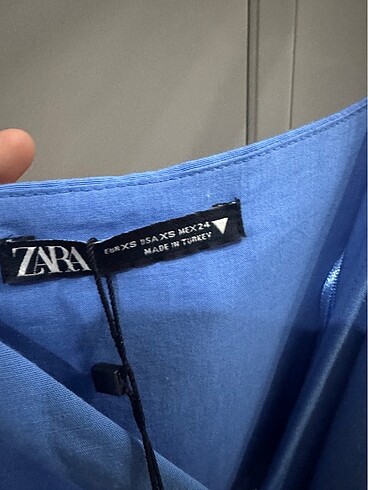 ZARA
EUR XS USA XS MEX 24
MADE IN TURKEY